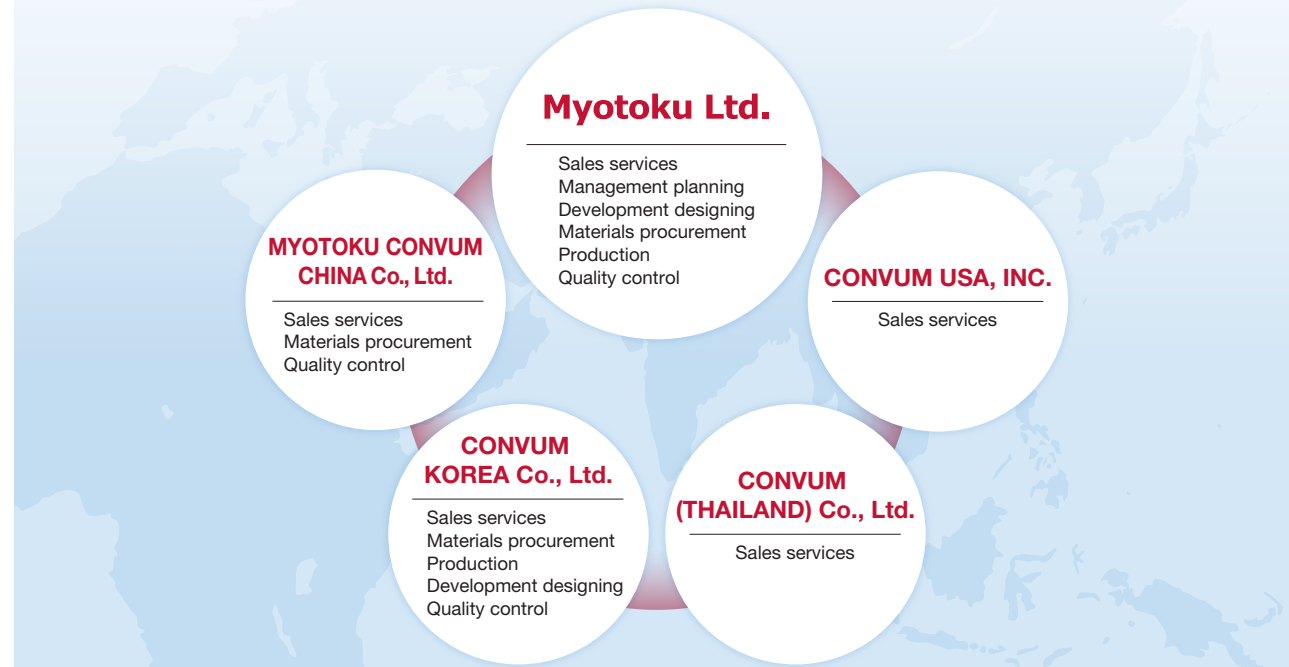 Myotoku Ltd.
Sales services
Management planning
Development designing
Materials procurement
Production
Quality control
MYOTOKU CONVUM
CHINA Co., Ltd.
Sales services
Materials procurement
Quality control
CONVUM USA, INC.
Sales services
CONVUM
KOREA Co., Ltd.
Sales services
Materials procurement
Production
Development designing
Quality control
CONVUM
(THAILAND) Co., Ltd.
Sales services